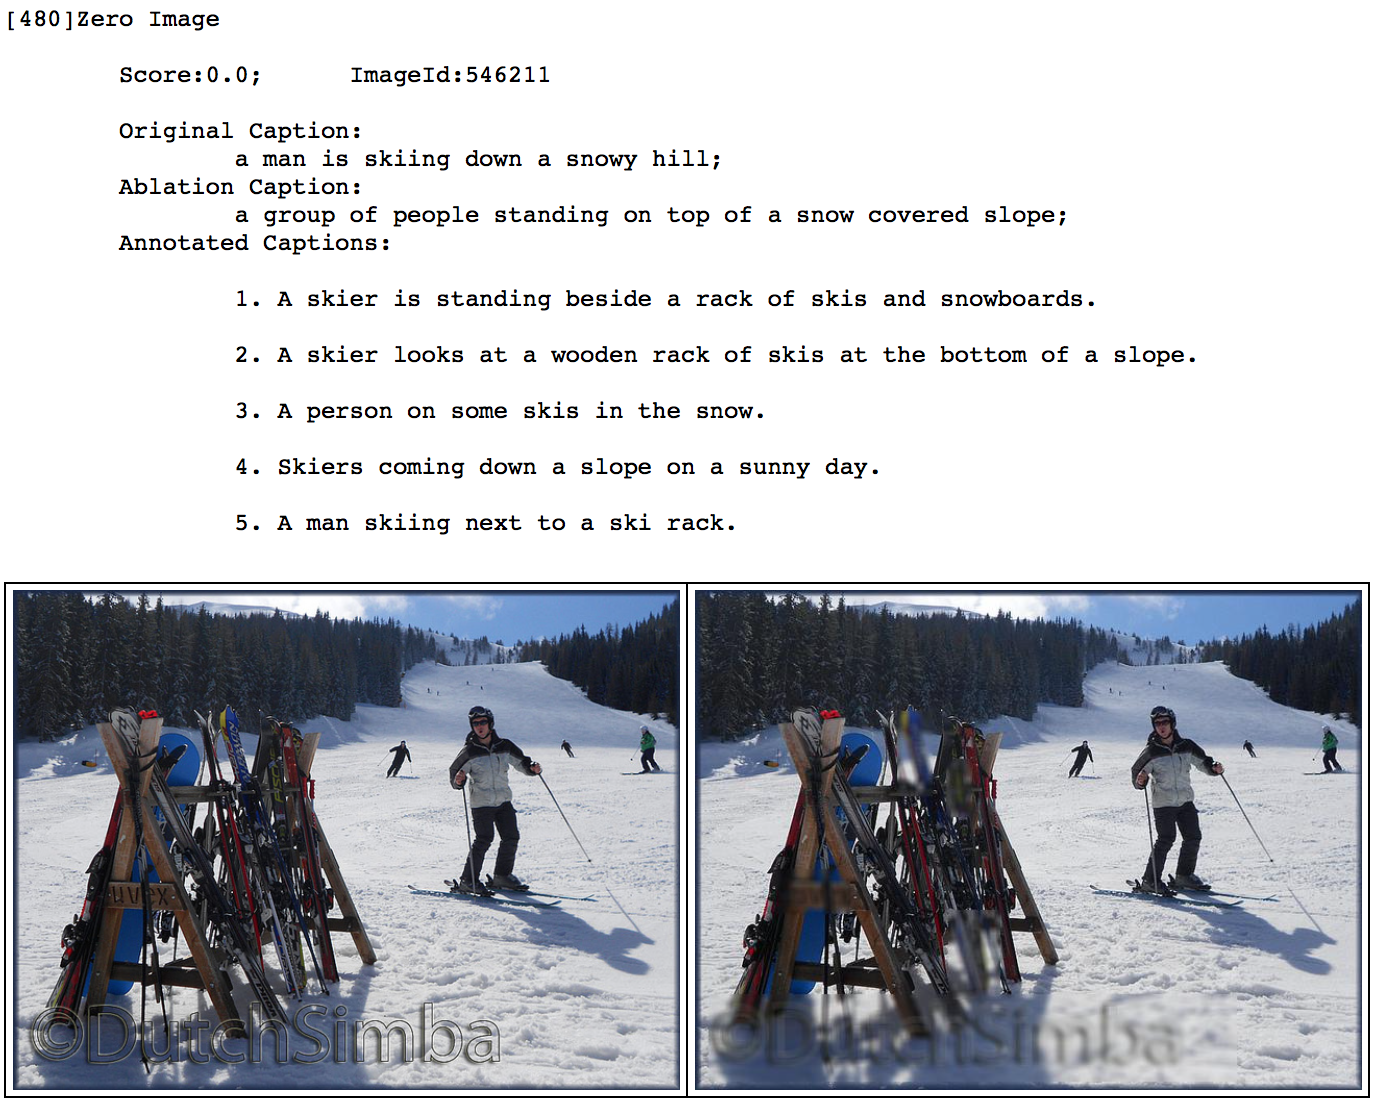 [480]Zero Image
Score:0.0; ImageId:546211
Original Caption:
a man is skiing down a snowy hill;
Ablation Caption:
a group of people standing on top of a snow covered slope;
Annotated Captions:
1. A skier is standing beside a rack of skis and snowboards.
2. A skier looks at a wooden rack of skis at the bottom of a slope.
3. A person on some skis in the snow.
4. Skiers coming down a slope on a sunny day.
5. A man skiing next to a ski rack.
uvex
©DutchSimba
©DutchSimba